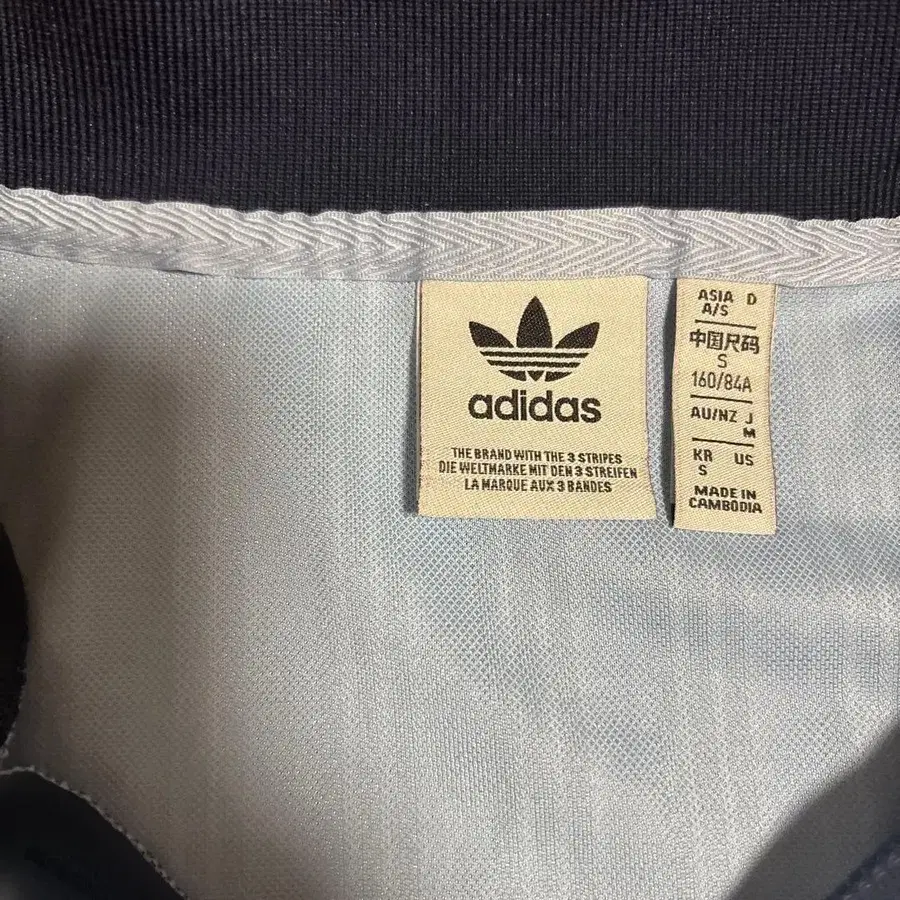 adidas
THE BRAND WITH THE 3 STRIPES
DIE WELTMARKE MIT DEN 3 STREIFEN
LA MARQUE AUX 3 BANDES
ASIA D
A/S
中国尺码
S
160/84A
AU/NZ J
M
KR US
S
MADE IN
CAMBODIA